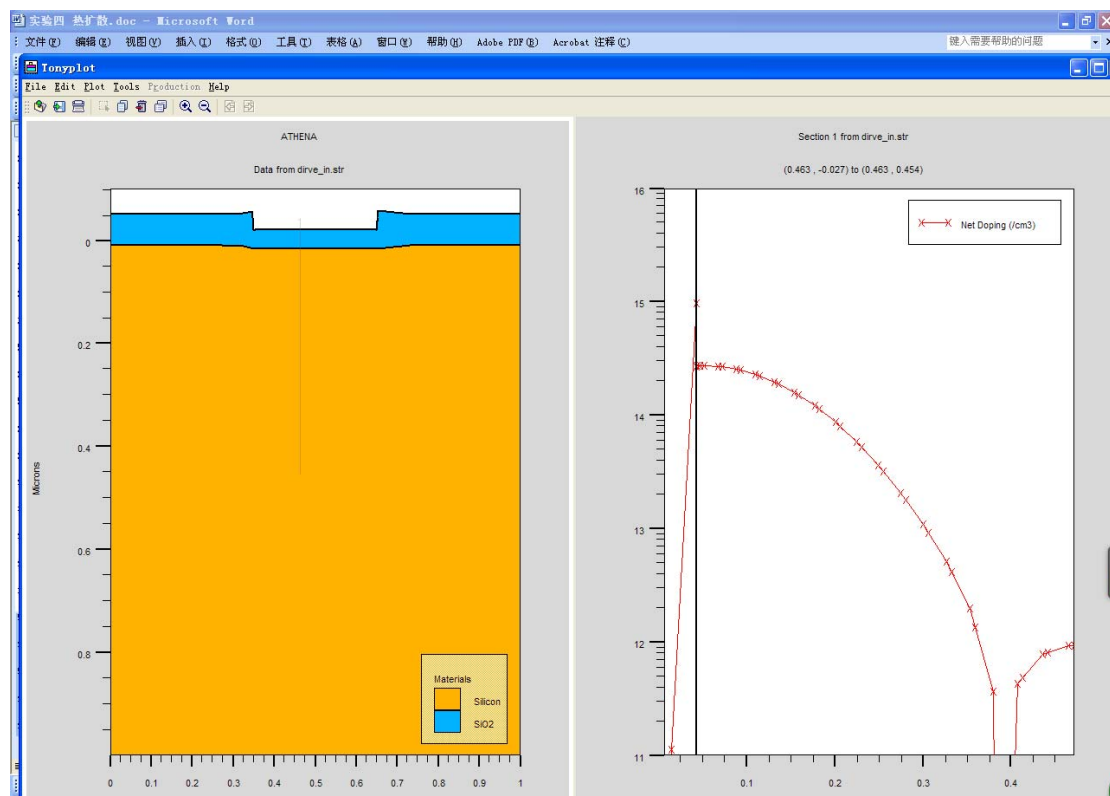 实验四 热扩散.doc - Microsoft Word
文件(F) 编辑(E) 视图(V) 插入(I) 格式(O) 工具(T) 表格(A) 窗口(W) 帮助(H) Adobe PDF(B) Acrobat 注释(C) 键入需要帮助的问题
Tonyplot
File Edit Plot Tools Production Help
ATHENA
Data from dirve_in.str
Microns
0
0.2
0.4
0.6
0.8
Materials
Silicon
SiO2
0 0.1 0.2 0.3 0.4 0.5 0.6 0.7 0.8 0.9 1
Section 1 from dirve_in.str
(0.463 , -0.027) to (0.463 , 0.454)
16
Net Doping (/cm3)
15
14
13
12
11
0.1 0.2 0.3 0.4